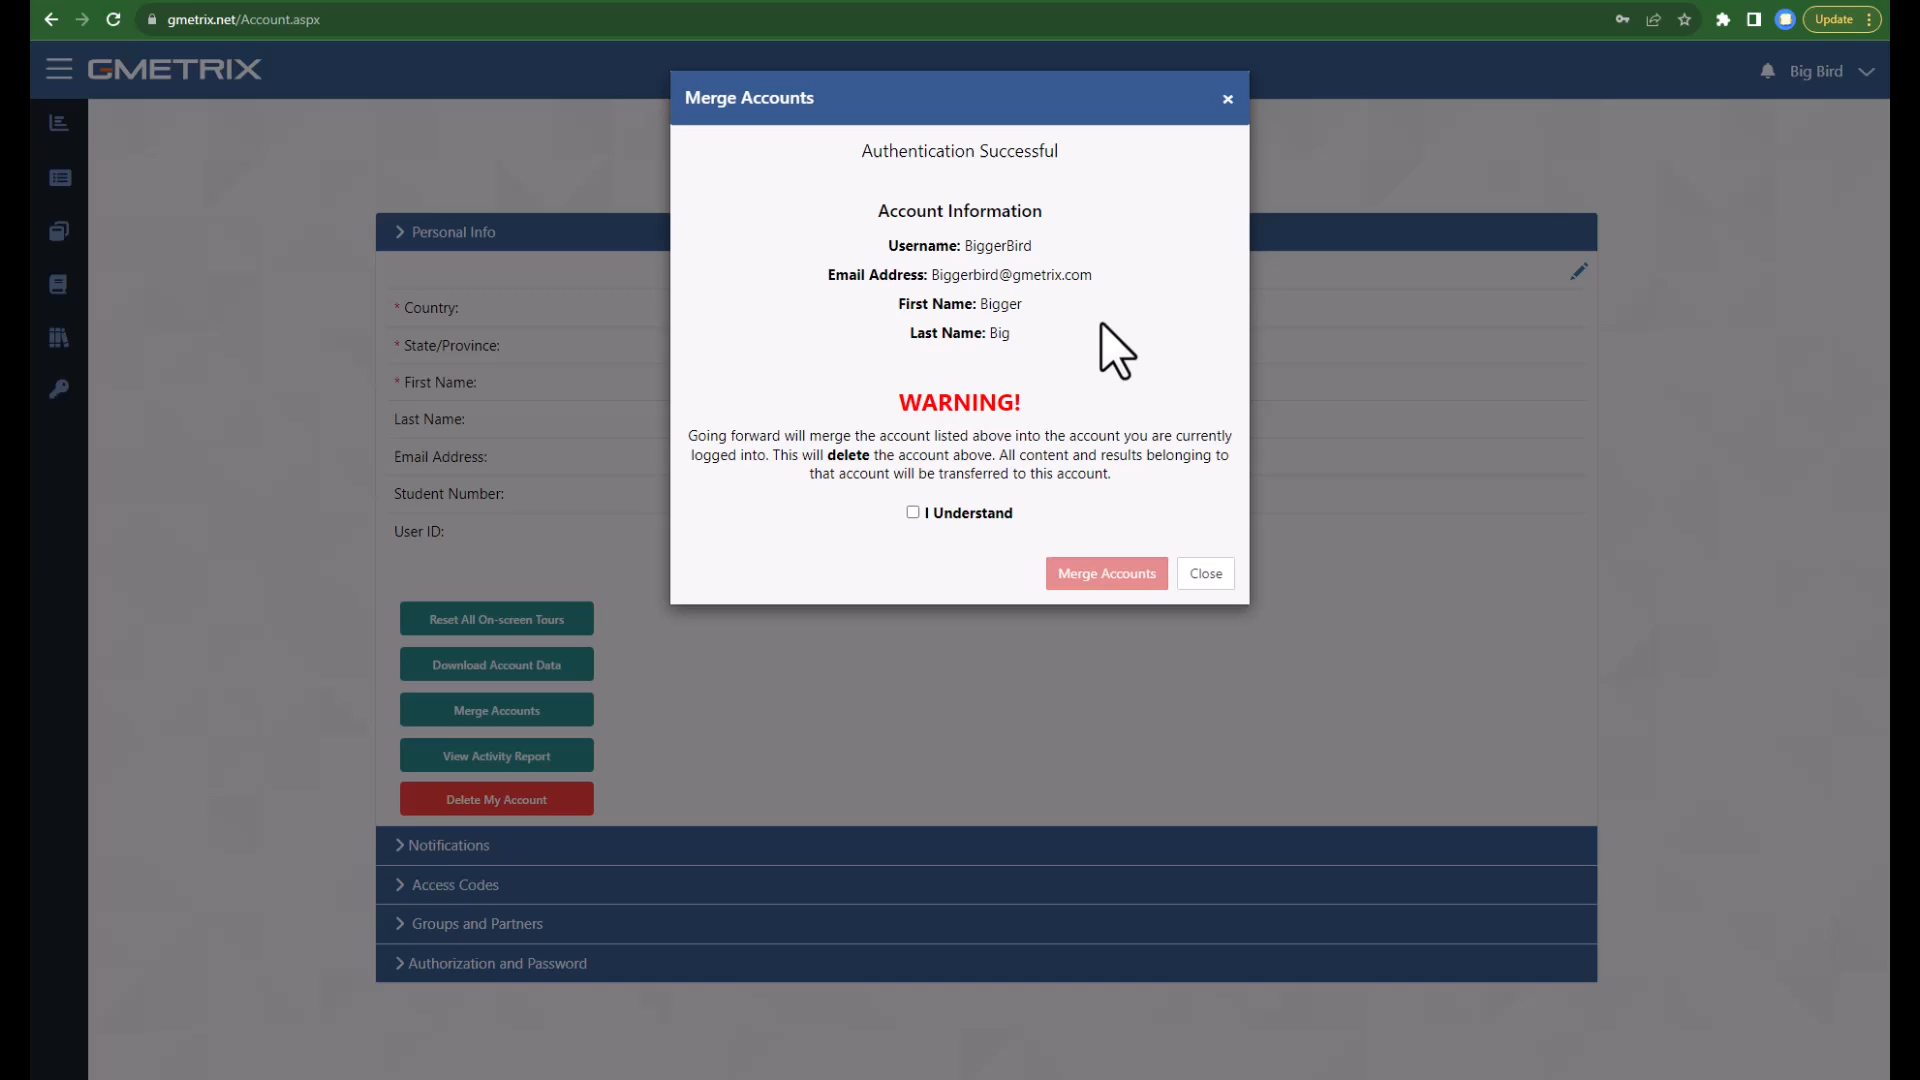 gmetrix.net/Account.aspx
Update
GMETRIX
Big Bird
Merge Accounts
×
Authentication Successful
Account Information
Username: BiggerBird
Email Address: Biggerbird@gmetrix.com
First Name: Bigger
Last Name: Big
WARNING!
Going forward will merge the account listed above into the account you are currently
logged into. This will delete the account above. All content and results belonging to
that account will be transferred to this account.
I Understand
Merge Accounts
Close
Personal Info
* Country:
* State/Province:
* First Name:
Last Name:
Email Address:
Student Number:
User ID:
Reset All On-screen Tours
Download Account Data
Merge Accounts
View Activity Report
Delete My Account
Notifications
Access Codes
Groups and Partners
Authorization and Password